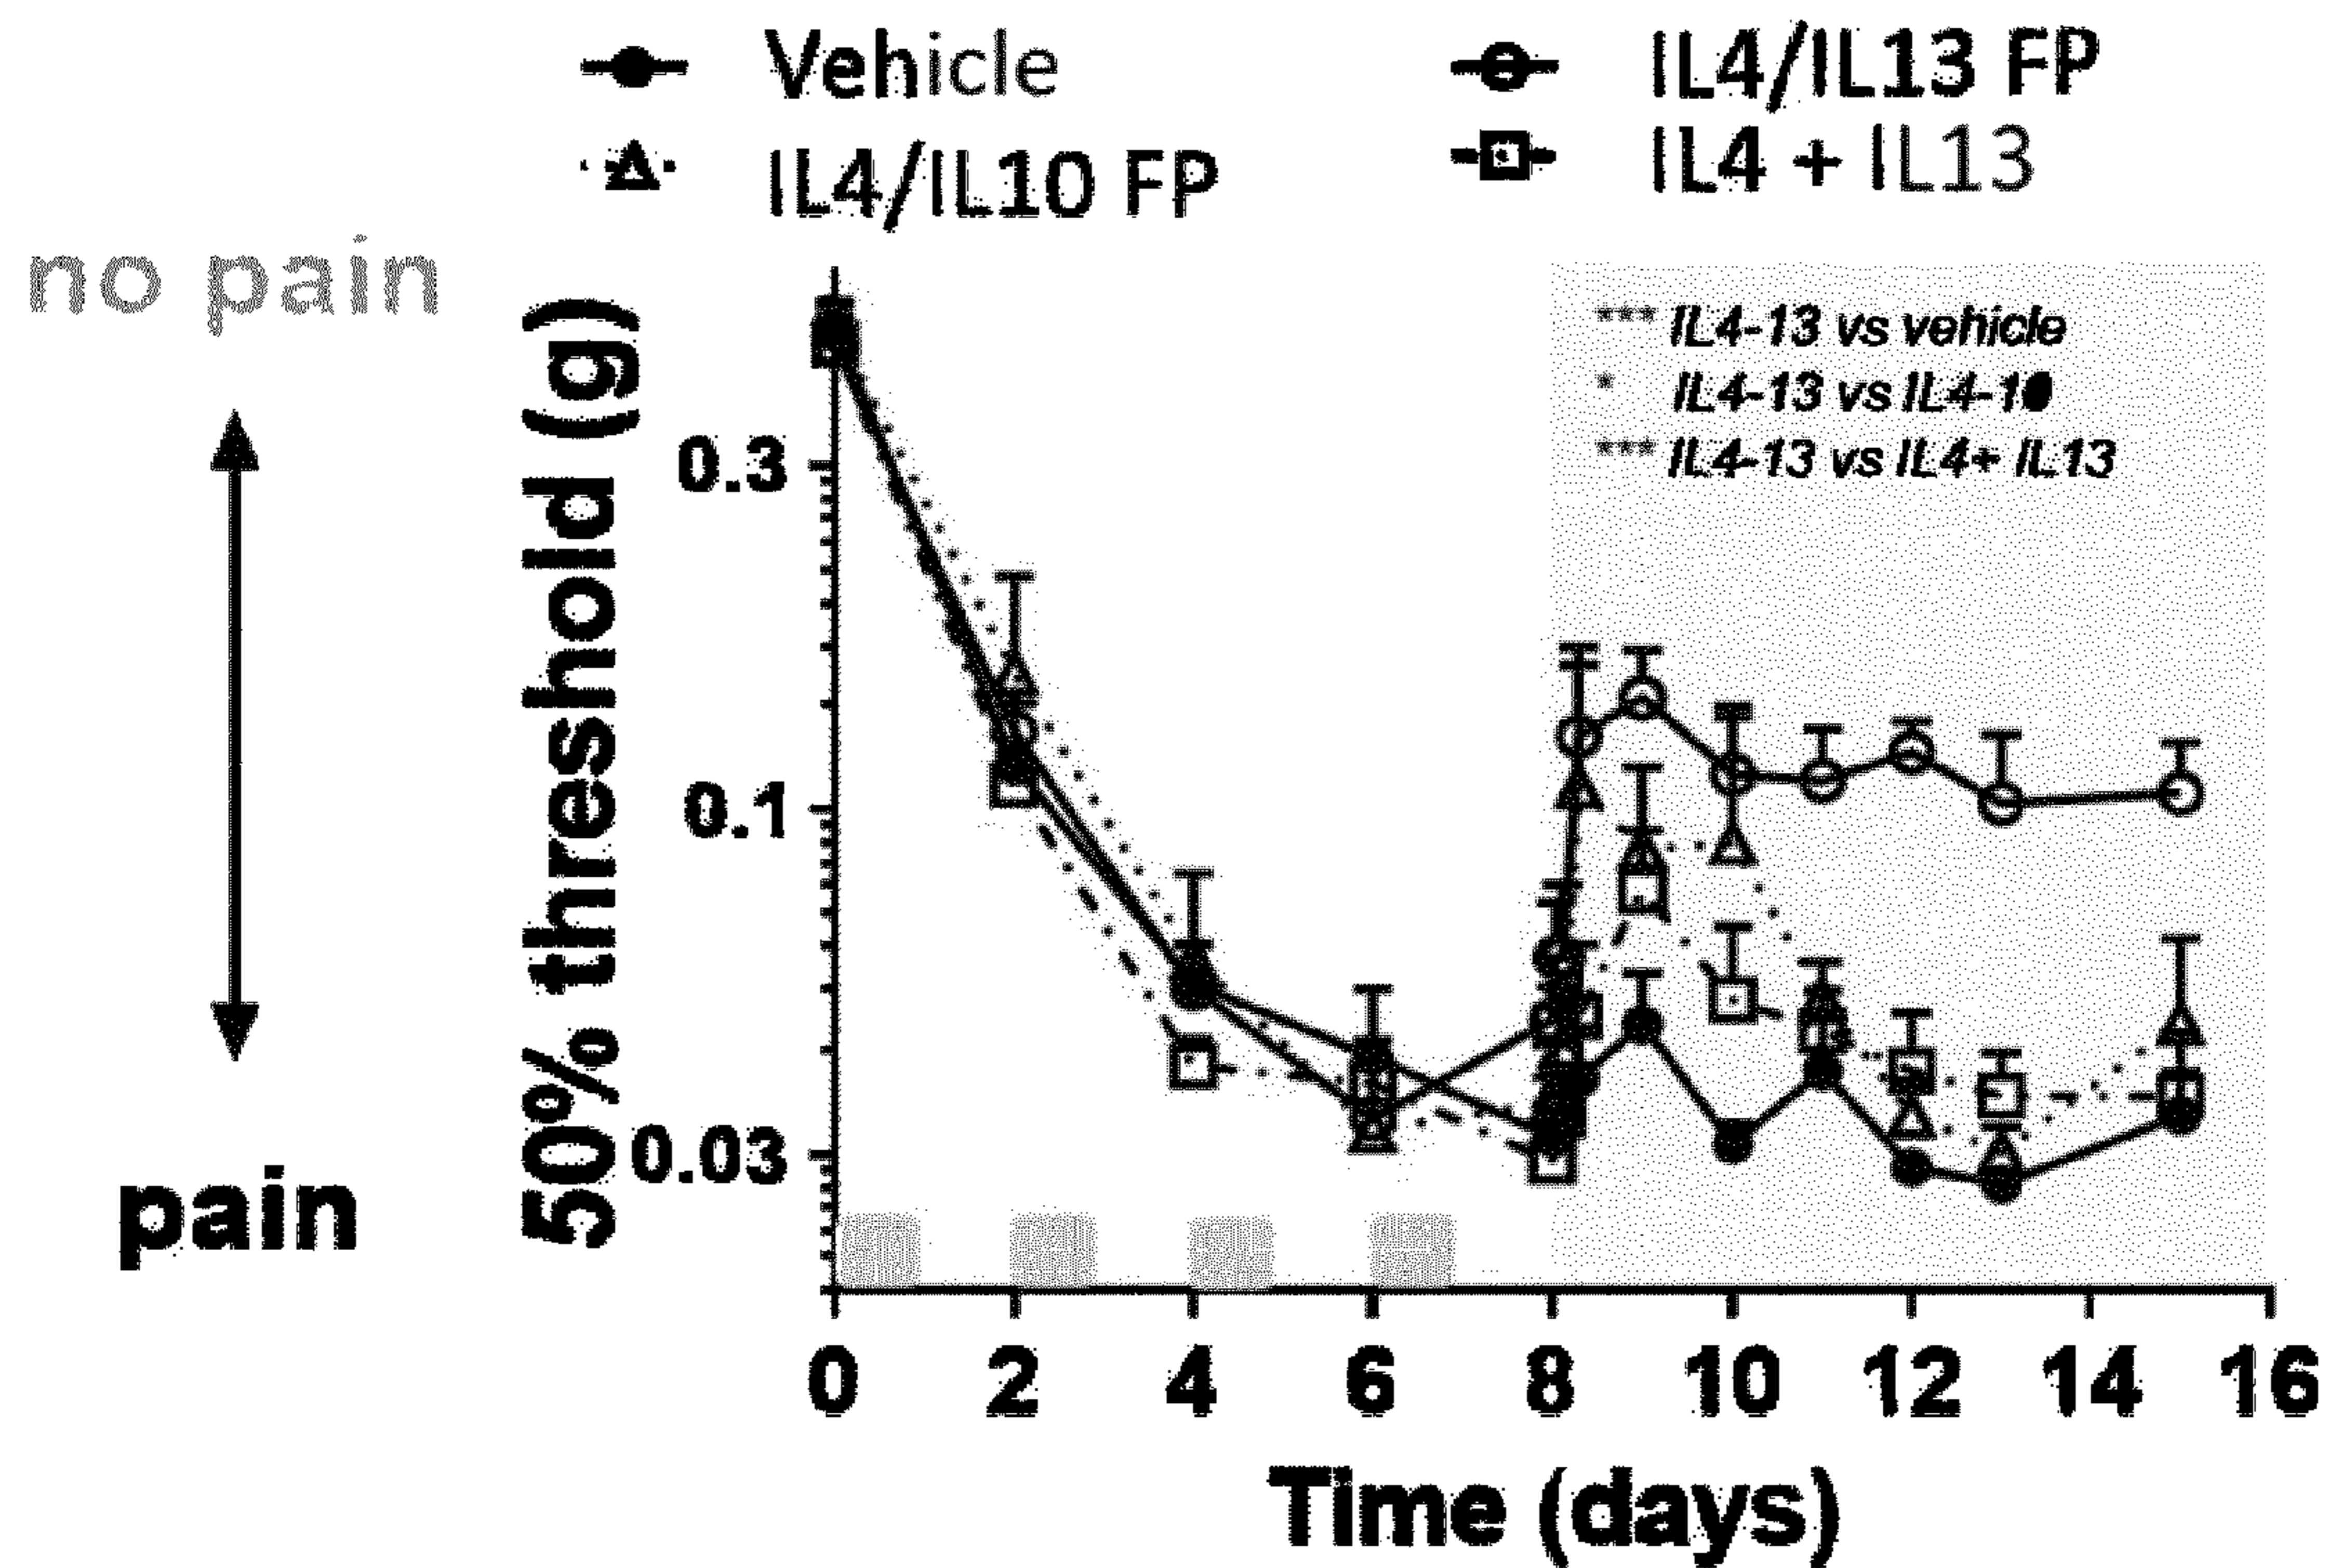 Vehicle
IL4/IL13 FP
IL4/IL10 FP
IL4 + IL13
no pain
pain
50% threshold (g)
*** IL4-13 vs vehicle
* IL4-13 vs IL4-10
*** IL4-13 vs IL4+ IL13
0.3
0.1
0.03
0 2 4 6 8 10 12 14 16
Time (days)